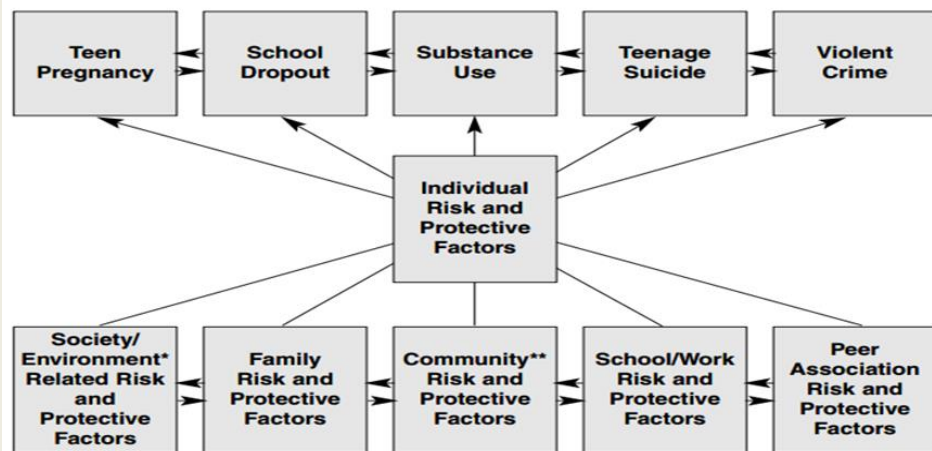 Teen
Pregnancy
School
Dropout
Substance
Use
Teenage
Suicide
Violent
Crime
Individual
Risk and
Protective
Factors
Society/
Environment*
Related Risk
and
Protective
Factors
Family
Risk and
Protective
Factors
Community**
Risk and
Protective
Factors
School/Work
Risk and
Protective
Factors
Peer
Association
Risk and
Protective
Factors